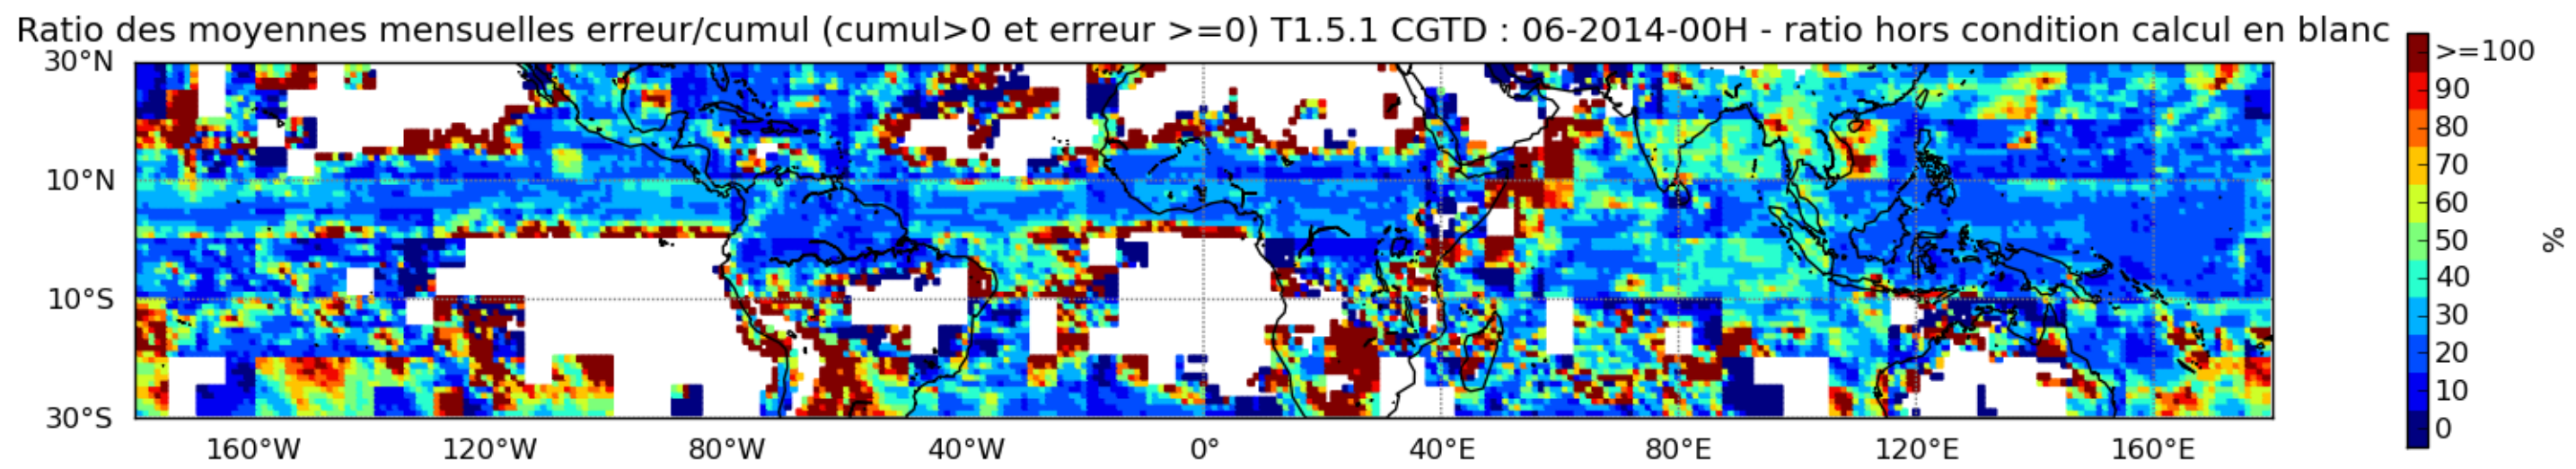 Ratio des moyennes mensuelles erreur/cumul (cumul>0 et erreur >=0) T1.5.1 CGTD : 06-2014-00H - ratio hors condition calcul en blanc
30°N
10°N
10°S
30°S
160°W 120°W 80°W 40°W 0° 40°E 80°E 120°E 160°E
>=100
90
80
70
60
50
40
30
20
10
0
%